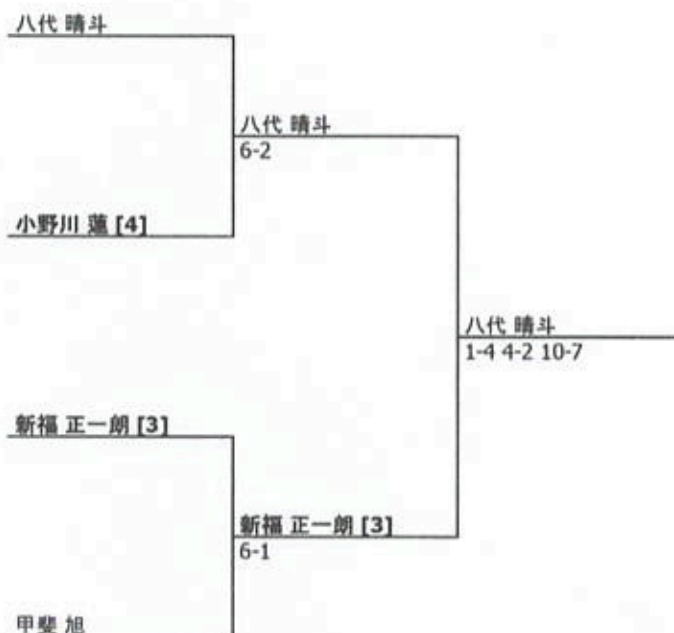 八代 晴斗
八代 晴斗
6-2
小野川 蓮 [4]
八代 晴斗
1-4 4-2 10-7
新福 正一朗 [3]
新福 正一朗 [3]
6-1
甲斐 旭